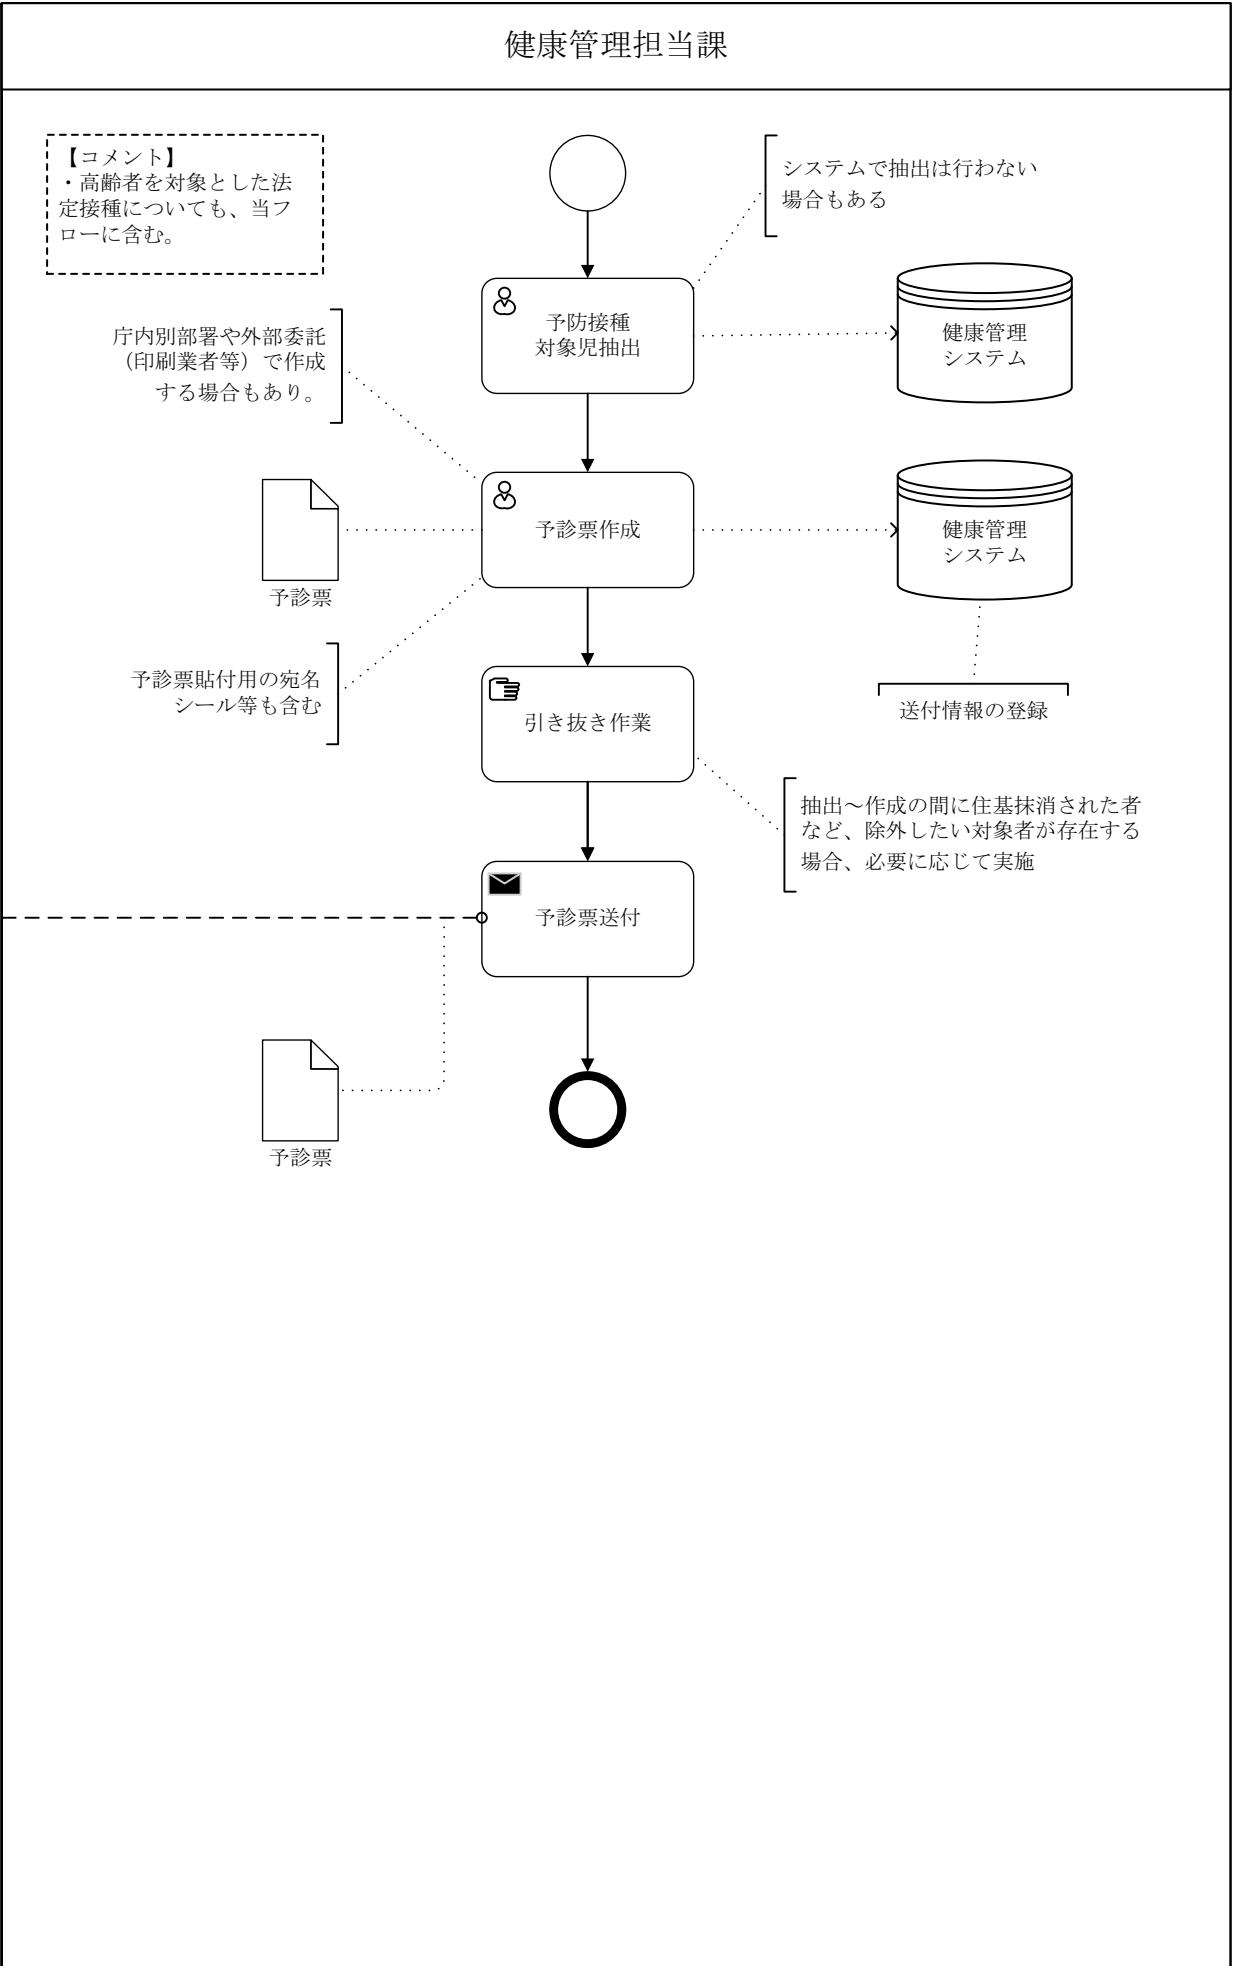 健康管理担当課
【コメント】
・高齢者を対象とした法
定接種についても、当フ
ローに含む。
システムで抽出は行わない
場合もある
予防接種
対象児抽出
健康管理
システム
庁内別部署や外部委託
（印刷業者等）で作成
する場合もあり。
予診票作成
健康管理
システム
予診票
予診票貼付用の宛名
シール等も含む
引き抜き作業
送付情報の登録
抽出～作成の間に住基抹消された者
など、除外したい対象者が存在する
場合、必要に応じて実施
予診票送付
予診票